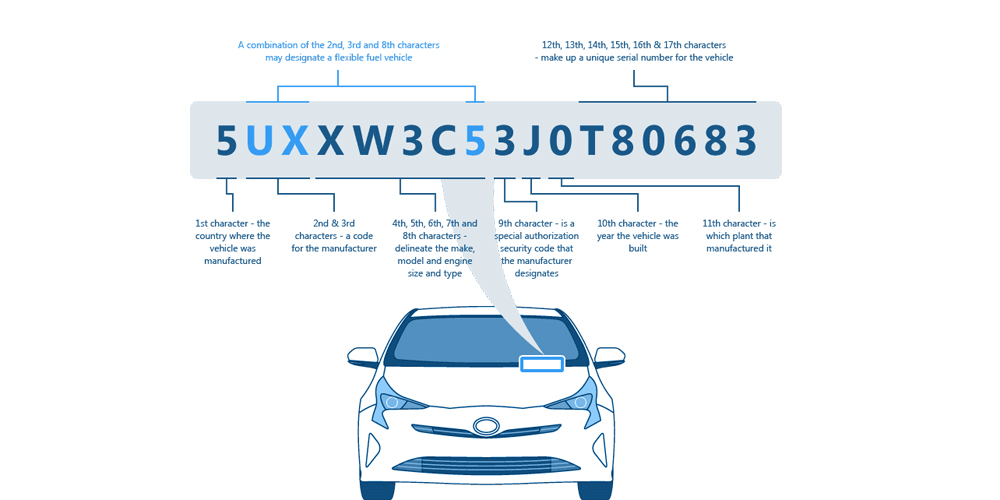 A combination of the 2nd, 3rd and 8th characters
may designate a flexible fuel vehicle
12th, 13th, 14th, 15th, 16th & 17th characters
- make up a unique serial number for the vehicle
5UXXW3C53J0T80683
1st character - the
country where the
vehicle was
manufactured
2nd & 3rd
characters - a code
for the manufacturer
4th, 5th, 6th, 7th and
8th characters -
delineate the make,
model and engine
size and type
9th character - is a
special authorization
security code that
the manufacturer
designates
10th character - the
year the vehicle was
built
11th character - is
which plant that
manufactured it